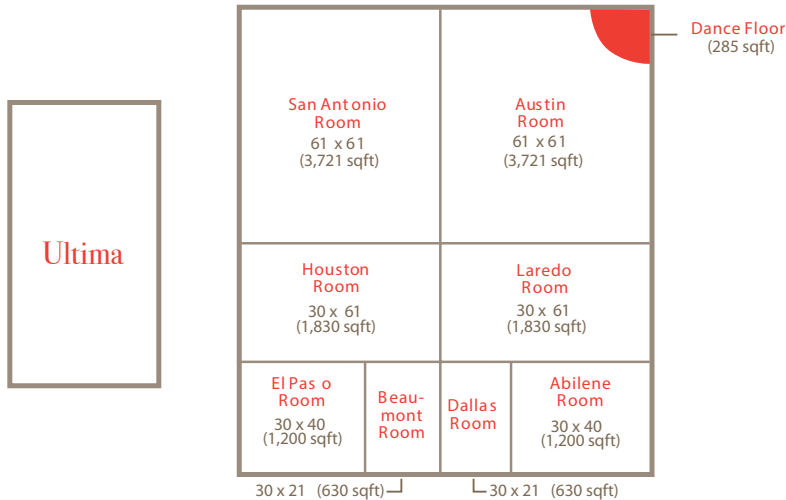 Dance Floor
(285 sqft)
San Antonio
Room
61 x 61
(3,721 sqft)
Austin
Room
61 x 61
(3,721 sqft)
Ultima
Houston
Room
30 x 61
(1,830 sqft)
Laredo
Room
30 x 61
(1,830 sqft)
El Paso
Room
30 x 40
(1,200 sqft)
Beau-
mont
Room
Dallas
Room
Abilene
Room
30 x 40
(1,200 sqft)
30 x 21 (630 sqft)
30 x 21 (630 sqft)